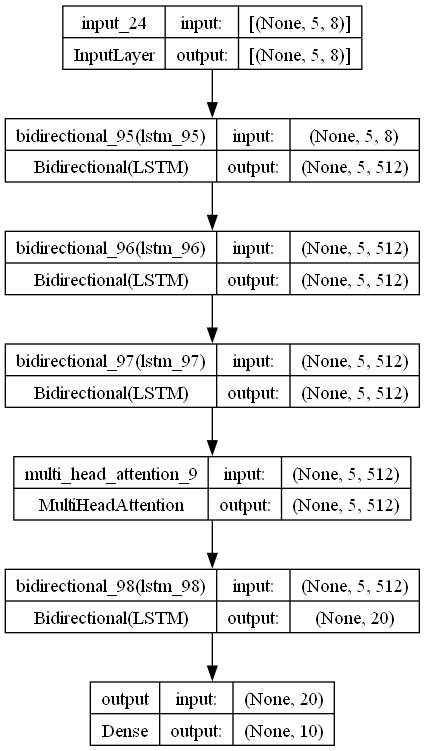 input_24 input: [(None, 5, 8)]
InputLayer output: [(None, 5, 8)]
bidirectional_95(lstm_95) input: (None, 5, 8)
Bidirectional(LSTM) output: (None, 5, 512)
bidirectional_96(lstm_96) input: (None, 5, 512)
Bidirectional(LSTM) output: (None, 5, 512)
bidirectional_97(lstm_97) input: (None, 5, 512)
Bidirectional(LSTM) output: (None, 5, 512)
multi_head_attention_9 input: (None, 5, 512)
MultiHeadAttention output: (None, 5, 512)
bidirectional_98(lstm_98) input: (None, 5, 512)
Bidirectional(LSTM) output: (None, 20)
output input: (None, 20)
Dense output: (None, 10)